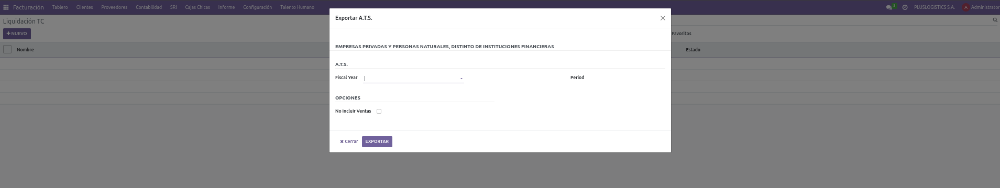 Facturación Tablero Clientes Proveedores Contabilidad SRI Cajas Chicas Informe Configuración Talento Humano 5 PLUSLOGISTICS S.A. A Administrator
Liquidación TC
NUEVO
Favoritos
Nombre Estado
Exportar A.T.S.
EMPRESAS PRIVADAS Y PERSONAS NATURALES, DISTINTO DE INSTITUCIONES FINANCIERAS
A.T.S.
Fiscal Year Period
OPCIONES
No Incluir Ventas
Cerrar EXPORTAR